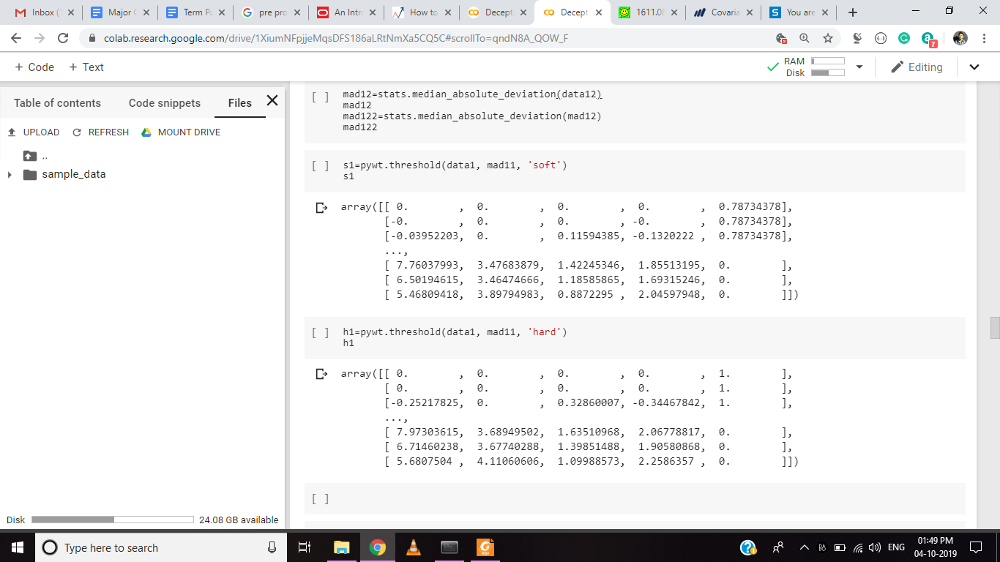 Inbox (
Major C
Term Pa
pre pro
An Intro
How to
Decept
Decept
1611.08
Covaria
You are
colab.research.google.com/drive/1XiumNFpjjeMqsDFS186aLRtNmXa5CQ5C#scrollTo=qndN8A_QOW_F
7
+ Code + Text
RAM
Disk
Editing
Table of contents Code snippets Files
UPLOAD REFRESH MOUNT DRIVE
..
sample_data
[ ] mad12=stats.median_absolute_deviation(data12)
mad12
mad122=stats.median_absolute_deviation(mad12)
mad122
[ ] s1=pywt.threshold(data1, mad11, 'soft')
s1
array([[ 0.        ,  0.        ,  0.        ,  0.        ,  0.78734378],
[-0.        ,  0.        ,  0.        , -0.        ,  0.78734378],
[-0.03952203,  0.        ,  0.11594385, -0.1320222 ,  0.78734378],
...,
[ 7.76037993,  3.47683879,  1.42245346,  1.85513195,  0.        ],
[ 6.50194615,  3.46474666,  1.18585865,  1.69315246,  0.        ],
[ 5.46809418,  3.89794983,  0.8872295 ,  2.04597948,  0.        ]])
[ ] h1=pywt.threshold(data1, mad11, 'hard')
h1
array([[ 0.        ,  0.        ,  0.        ,  0.        ,  1.        ],
[ 0.        ,  0.        ,  0.        ,  0.        ,  1.        ],
[-0.25217825,  0.        ,  0.32860007, -0.34467842,  1.        ],
...,
[ 7.97303615,  3.68949502,  1.63510968,  2.06778817,  0.        ],
[ 6.71460238,  3.67740288,  1.39851488,  1.90580868,  0.        ],
[ 5.6807504 ,  4.11060606,  1.09988573,  2.2586357 ,  0.        ]])
[ ]
Disk 24.08 GB available
Type here to search
PDF
ENG
01:49 PM
04-10-2019